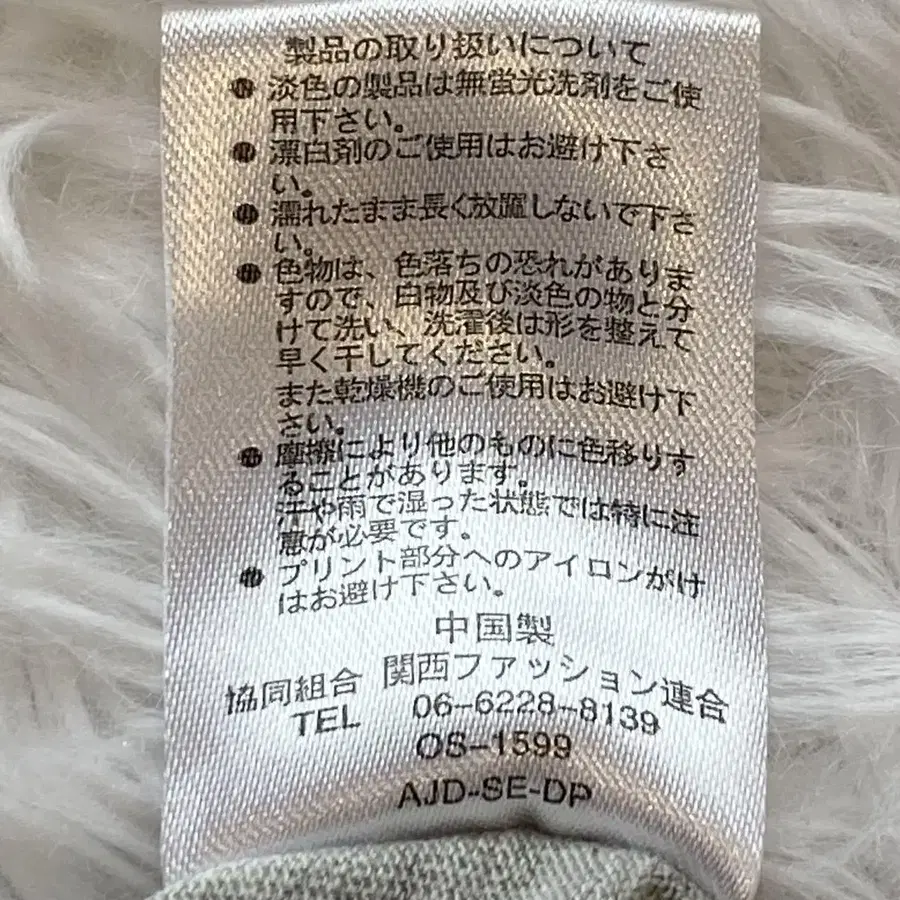 製品の取り扱いについて
● 淡色の製品は無蛍光洗剤をご使
用下さい。
● 漂白剤のご使用はお避け下さ
い。
● 濡れたまま長く放置しないで下さ
い。
● 色物は、色落ちの恐れがありま
すので、白物及び淡色の物と分
けて洗い、洗濯後は形を整えて
早く干してください。
また乾燥機のご使用はお避け下
さい。
● 摩擦により他のものに色移りす
ることがあります。
汗や雨で湿った状態では特に注
意が必要です。
● プリント部分へのアイロンがけ
はお避け下さい。
中国製
協同組合 関西ファッション連合
TEL 06-6228-8139
OS-1599
AJD-SE-DP